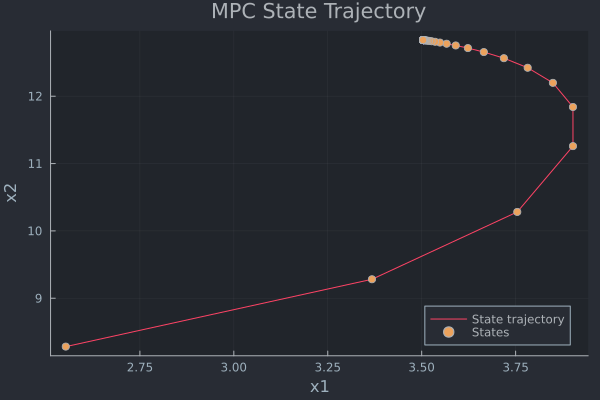 MPC State Trajectory
x2
12
11
10
9
2.75 3.00 3.25 3.50 3.75
x1
State trajectory
States